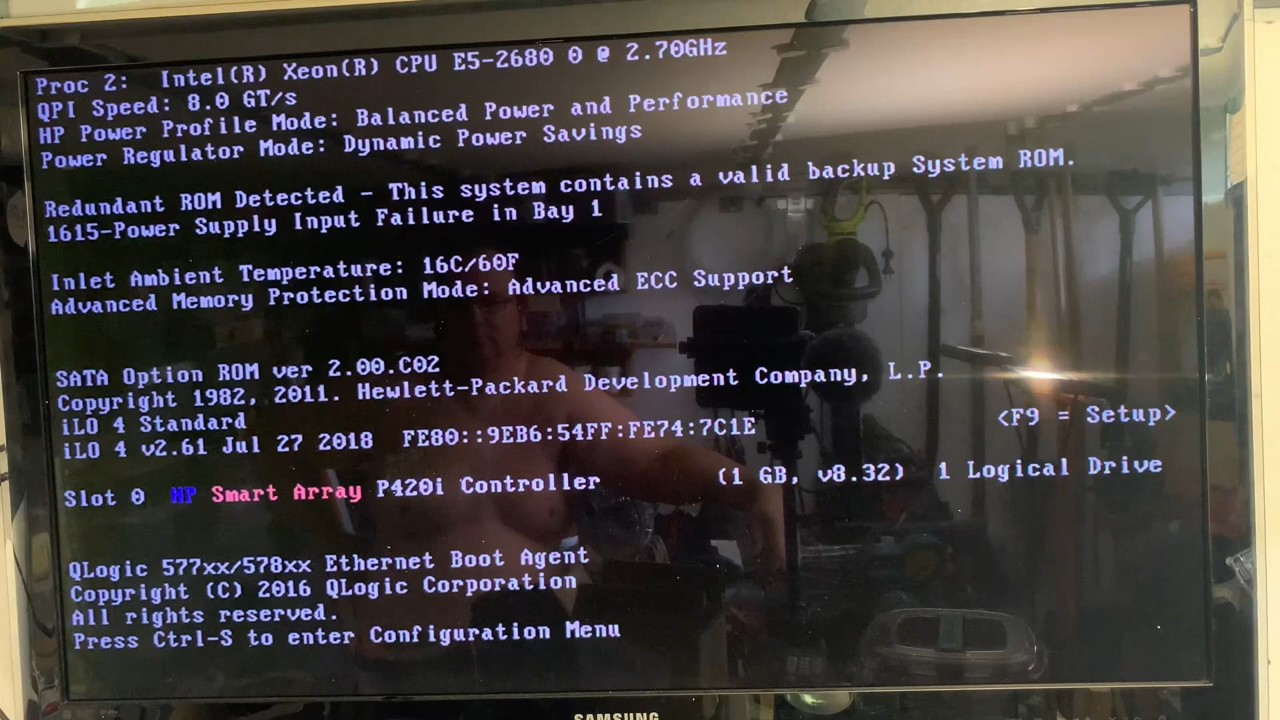 Proc 2: Intel(R) Xeon(R) CPU E5-2680 0 @ 2.70GHz
QPI Speed: 8.0 GT/s
HP Power Profile Mode: Balanced Power and Performance
Power Regulator Mode: Dynamic Power Savings
Redundant ROM Detected - This system contains a valid backup System ROM.
1615-Power Supply Input Failure in Bay 1
Inlet Ambient Temperature: 16C/60F
Advanced Memory Protection Mode: Advanced ECC Support
SATA Option ROM ver 2.00.C02
Copyright 1982, 2011. Hewlett-Packard Development Company, L.P.
iLO 4 Standard <F9 = Setup>
iLO 4 v2.61 Jul 27 2018 FE80::9EB6:54FF:FE74:7C1E
Slot 0 HP Smart Array P420i Controller (1 GB, v8.32) 1 Logical Drive
QLogic 577xx/578xx Ethernet Boot Agent
Copyright (C) 2016 QLogic Corporation
All rights reserved.
Press Ctrl-S to enter Configuration Menu
SAMSUNG